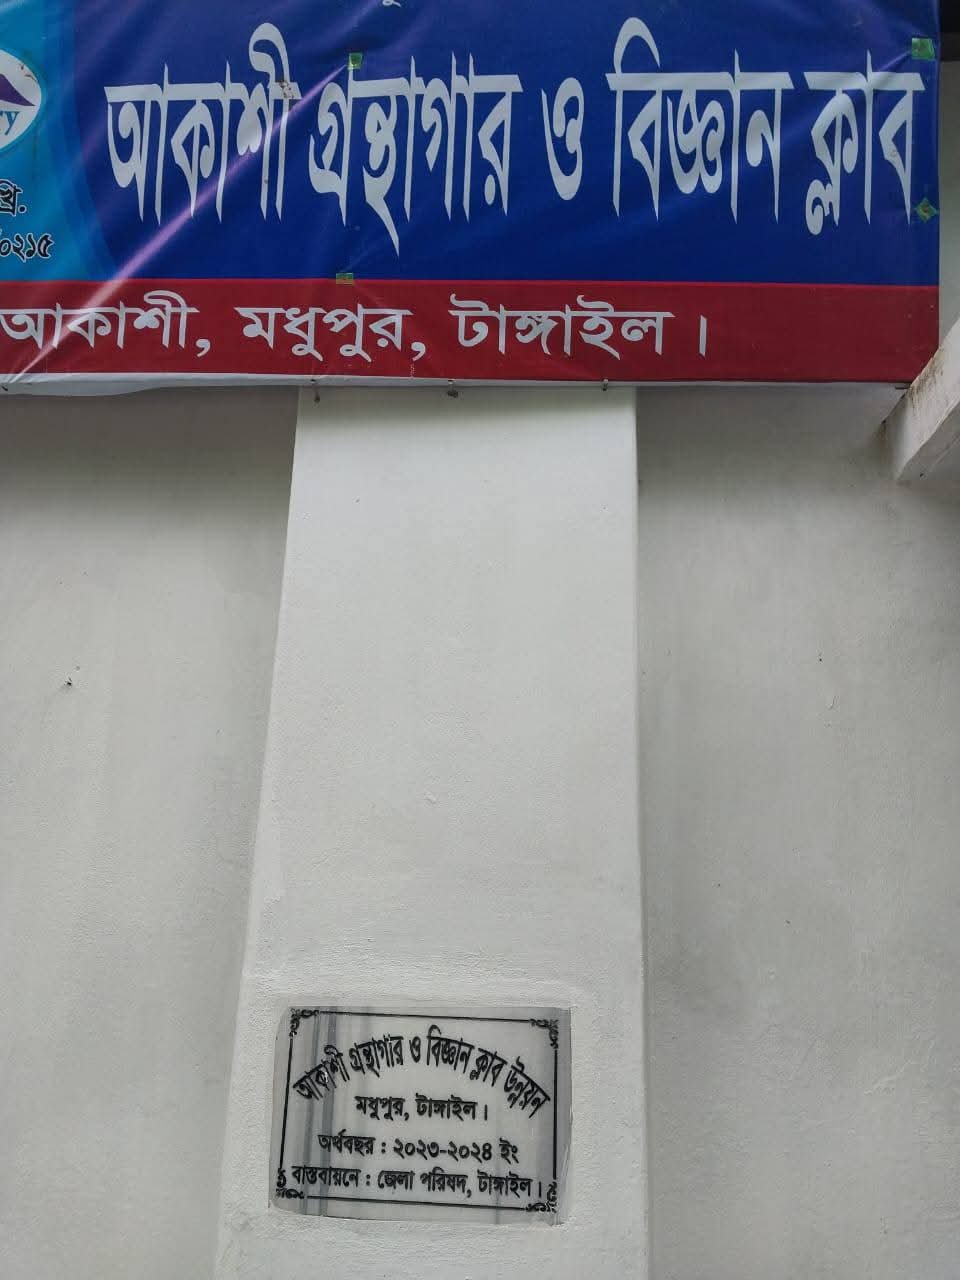 আকাশী গ্রন্থাগার ও বিজ্ঞান ক্লাব
খ্রি.
০২১৫
আকাশী, মধুপুর, টাঙ্গাইল।
আকাশী গ্রন্থাগার ও বিজ্ঞান ক্লাব উন্নয়ন
মধুপুর, টাঙ্গাইল।
অর্থবছর : ২০২৩-২০২৪ ইং
বাস্তবায়নে : জেলা পরিষদ, টাঙ্গাইল।